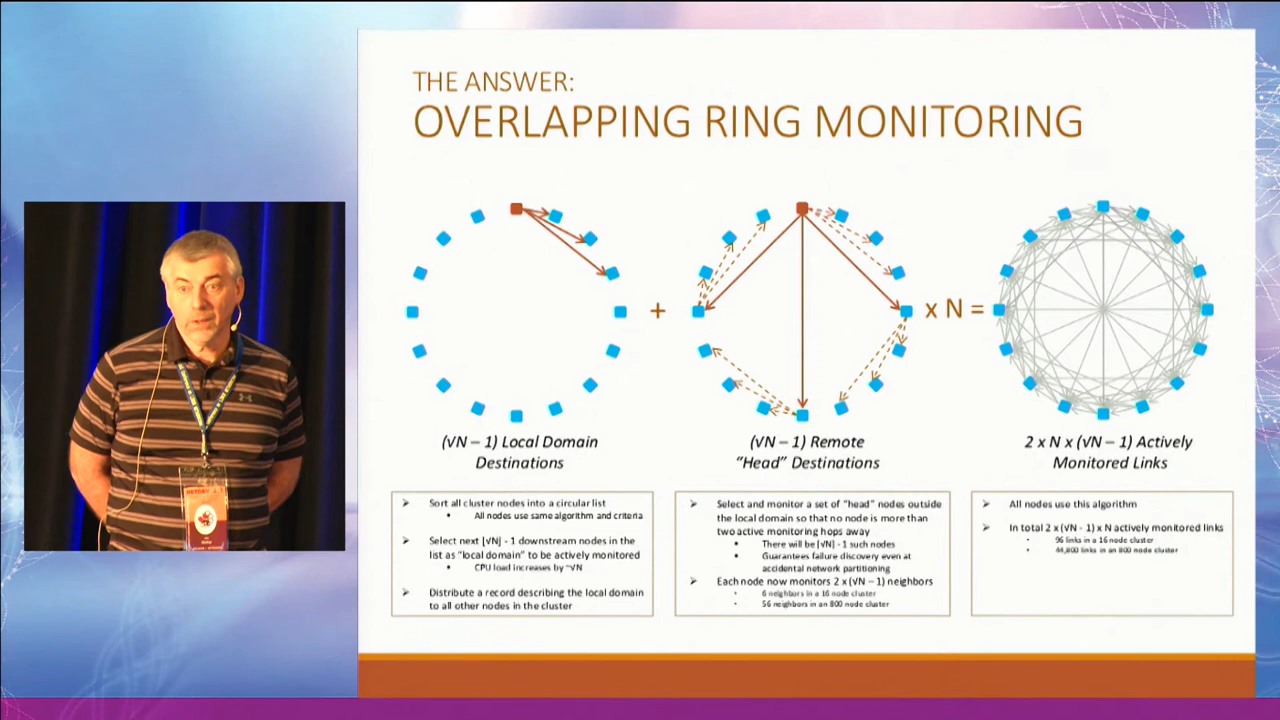 THE ANSWER:
OVERLAPPING RING MONITORING
+
x N =
(√N – 1) Local Domain
Destinations
(√N – 1) Remote
“Head” Destinations
2 x N x (√N – 1) Actively
Monitored Links
Sort all cluster nodes into a circular list
All nodes use same algorithm and criteria
Select next [√N] - 1 downstream nodes in the
list as “local domain” to be actively monitored
CPU load increases by ~√N
Distribute a record describing the local domain
to all other nodes in the cluster
Select and monitor a set of “head” nodes outside
the local domain so that no node is more than
two active monitoring hops away
There will be [√N] - 1 such nodes
Guarantees failure discovery even at
accidental network partitioning
Each node now monitors 2 x (√N – 1) neighbors
6 neighbors in a 16 node cluster
56 neighbors in an 800 node cluster
All nodes use this algorithm
In total 2 x (√N - 1) x N actively monitored links
96 links in a 16 node cluster
44,800 links in an 800 node cluster